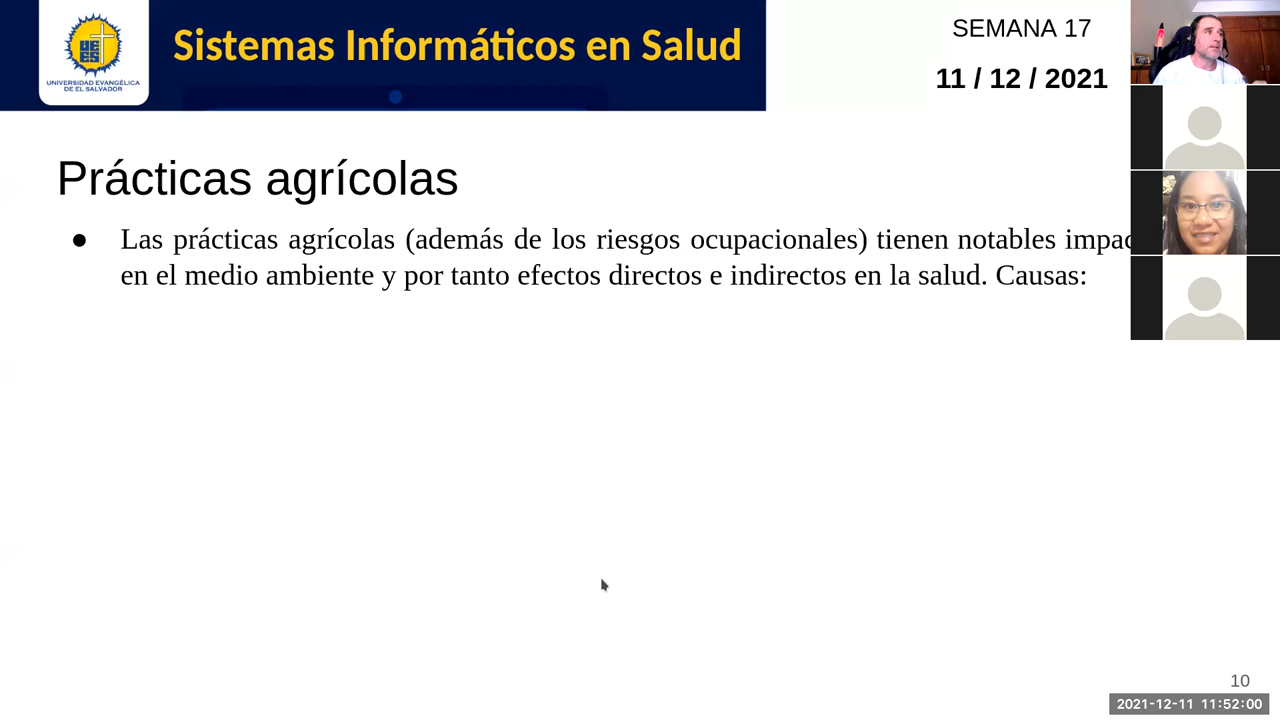 UNIVERSIDAD EVANGÉLICA
DE EL SALVADOR
Sistemas Informáticos en Salud
SEMANA 17
11 / 12 / 2021
Prácticas agrícolas
● Las prácticas agrícolas (además de los riesgos ocupacionales) tienen notables
en el medio ambiente y por tanto efectos directos e indirectos en la salud. Causas:
10
2021-12-11 11:52:00